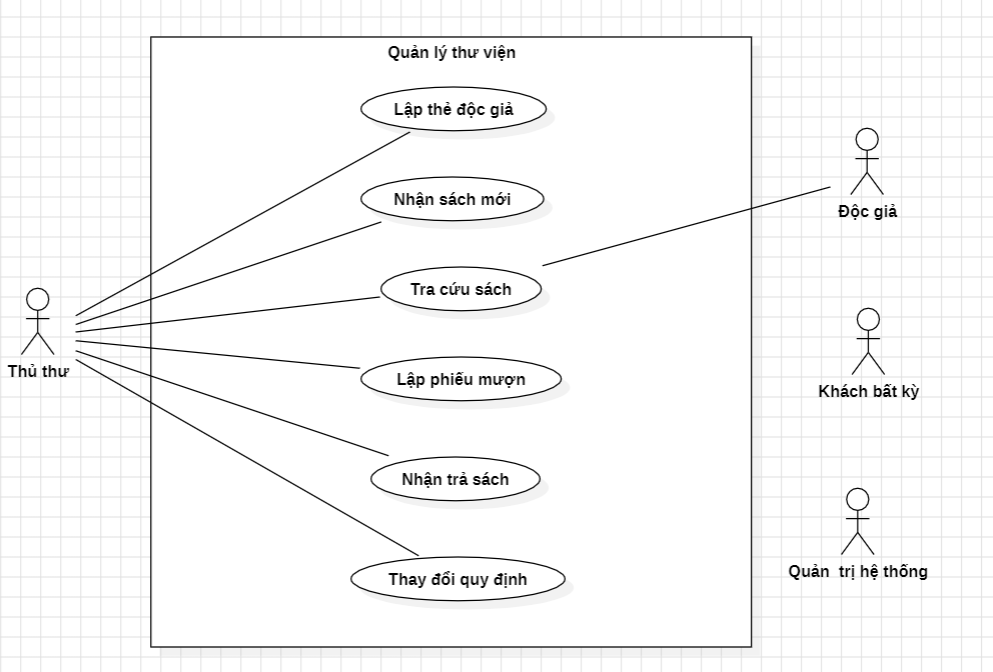 Quản lý thư viện
Lập thẻ độc giả
Nhận sách mới
Độc giả
Tra cứu sách
Thủ thư
Lập phiếu mượn
Khách bất kỳ
Nhận trả sách
Thay đổi quy định
Quản trị hệ thống